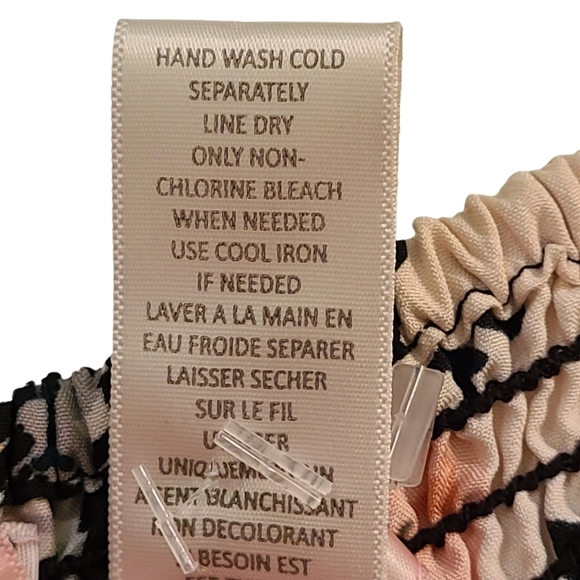 HAND WASH COLD
SEPARATELY
LINE DRY
ONLY NON-
CHLORINE BLEACH
WHEN NEEDED
USE COOL IRON
IF NEEDED
LAVER A LA MAIN EN
EAU FROIDE SEPARER
LAISSER SECHER
SUR LE FIL
BLANCHISSANT
NON DECOLORANT
BESOIN EST